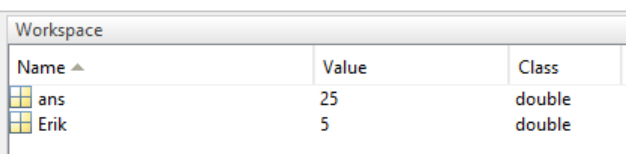 Workspace
Name Value Class
ans 25 double
Erik 5 double